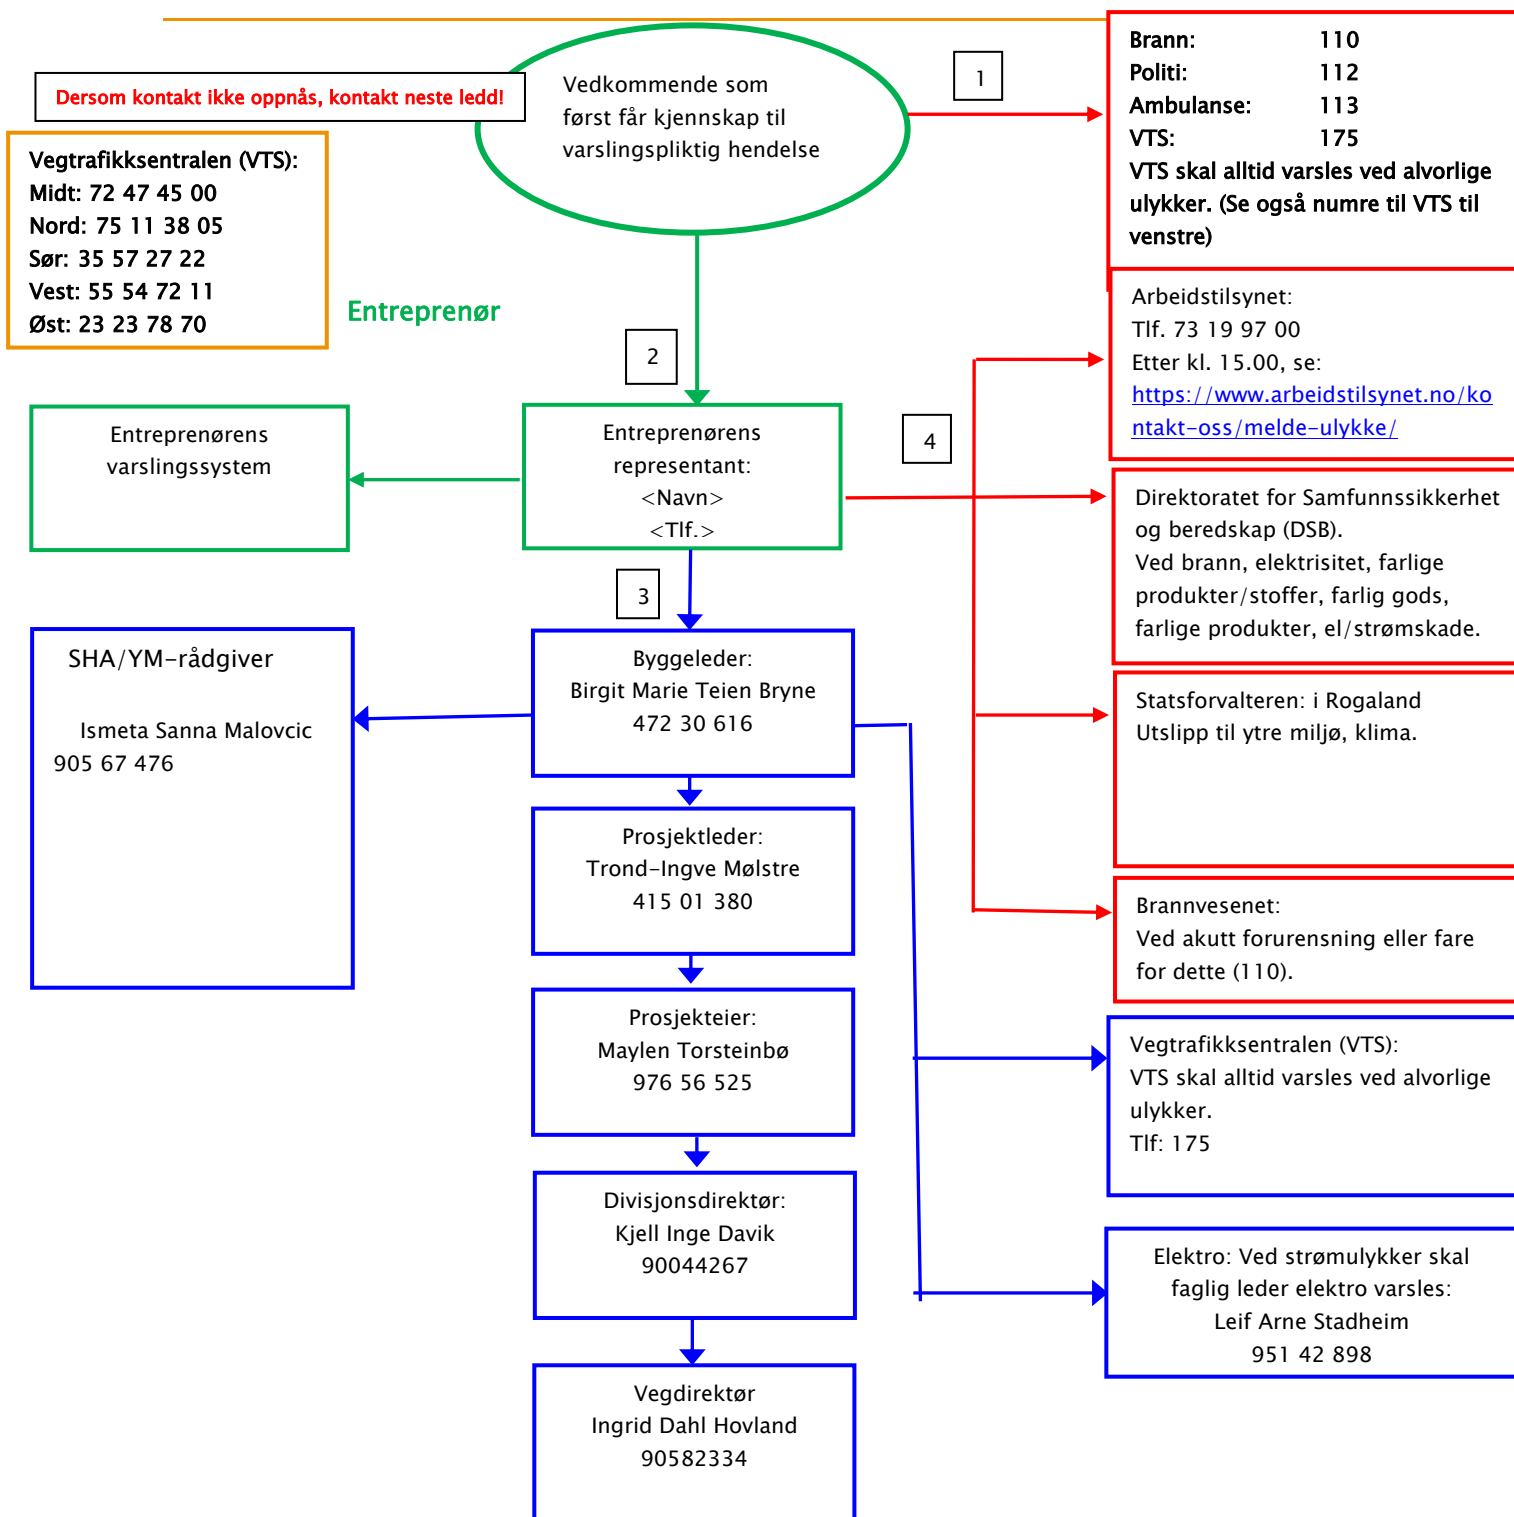 Dersom kontakt ikke oppnås, kontakt neste ledd!
Vedkommende som
først får kjennskap til
varslingspliktig hendelse
1
Brann: 110
Politi: 112
Ambulanse: 113
VTS: 175
VTS skal alltid varsles ved alvorlige
ulykker. (Se også numre til VTS til
venstre)
Vegtrafikksentralen (VTS):
Midt: 72 47 45 00
Nord: 75 11 38 05
Sør: 35 57 27 22
Vest: 55 54 72 11
Øst: 23 23 78 70
Entreprenør
2
Arbeidstilsynet:
Tlf. 73 19 97 00
Etter kl. 15.00, se:
https://www.arbeidstilsynet.no/ko
ntakt-oss/melde-ulykke/
Entreprenørens
varslingssystem
Entreprenørens
representant:
<Navn>
<Tlf.>
4
Direktoratet for Samfunnssikkerhet
og beredskap (DSB).
Ved brann, elektrisitet, farlige
produkter/stoffer, farlig gods,
farlige produkter, el/strømskade.
3
SHA/YM-rådgiver
Ismeta Sanna Malovcic
905 67 476
Byggeleder:
Birgit Marie Teien Bryne
472 30 616
Statsforvalteren: i Rogaland
Utslipp til ytre miljø, klima.
Prosjektleder:
Trond-Ingve Mølstre
415 01 380
Brannvesenet:
Ved akutt forurensning eller fare
for dette (110).
Prosjekteier:
Maylen Torsteinbø
976 56 525
Vegtrafikksentralen (VTS):
VTS skal alltid varsles ved alvorlige
ulykker.
Tlf: 175
Divisjonsdirektør:
Kjell Inge Davik
90044267
Elektro: Ved strømulykker skal
faglig leder elektro varsles:
Leif Arne Stadheim
951 42 898
Vegdirektør
Ingrid Dahl Hovland
90582334